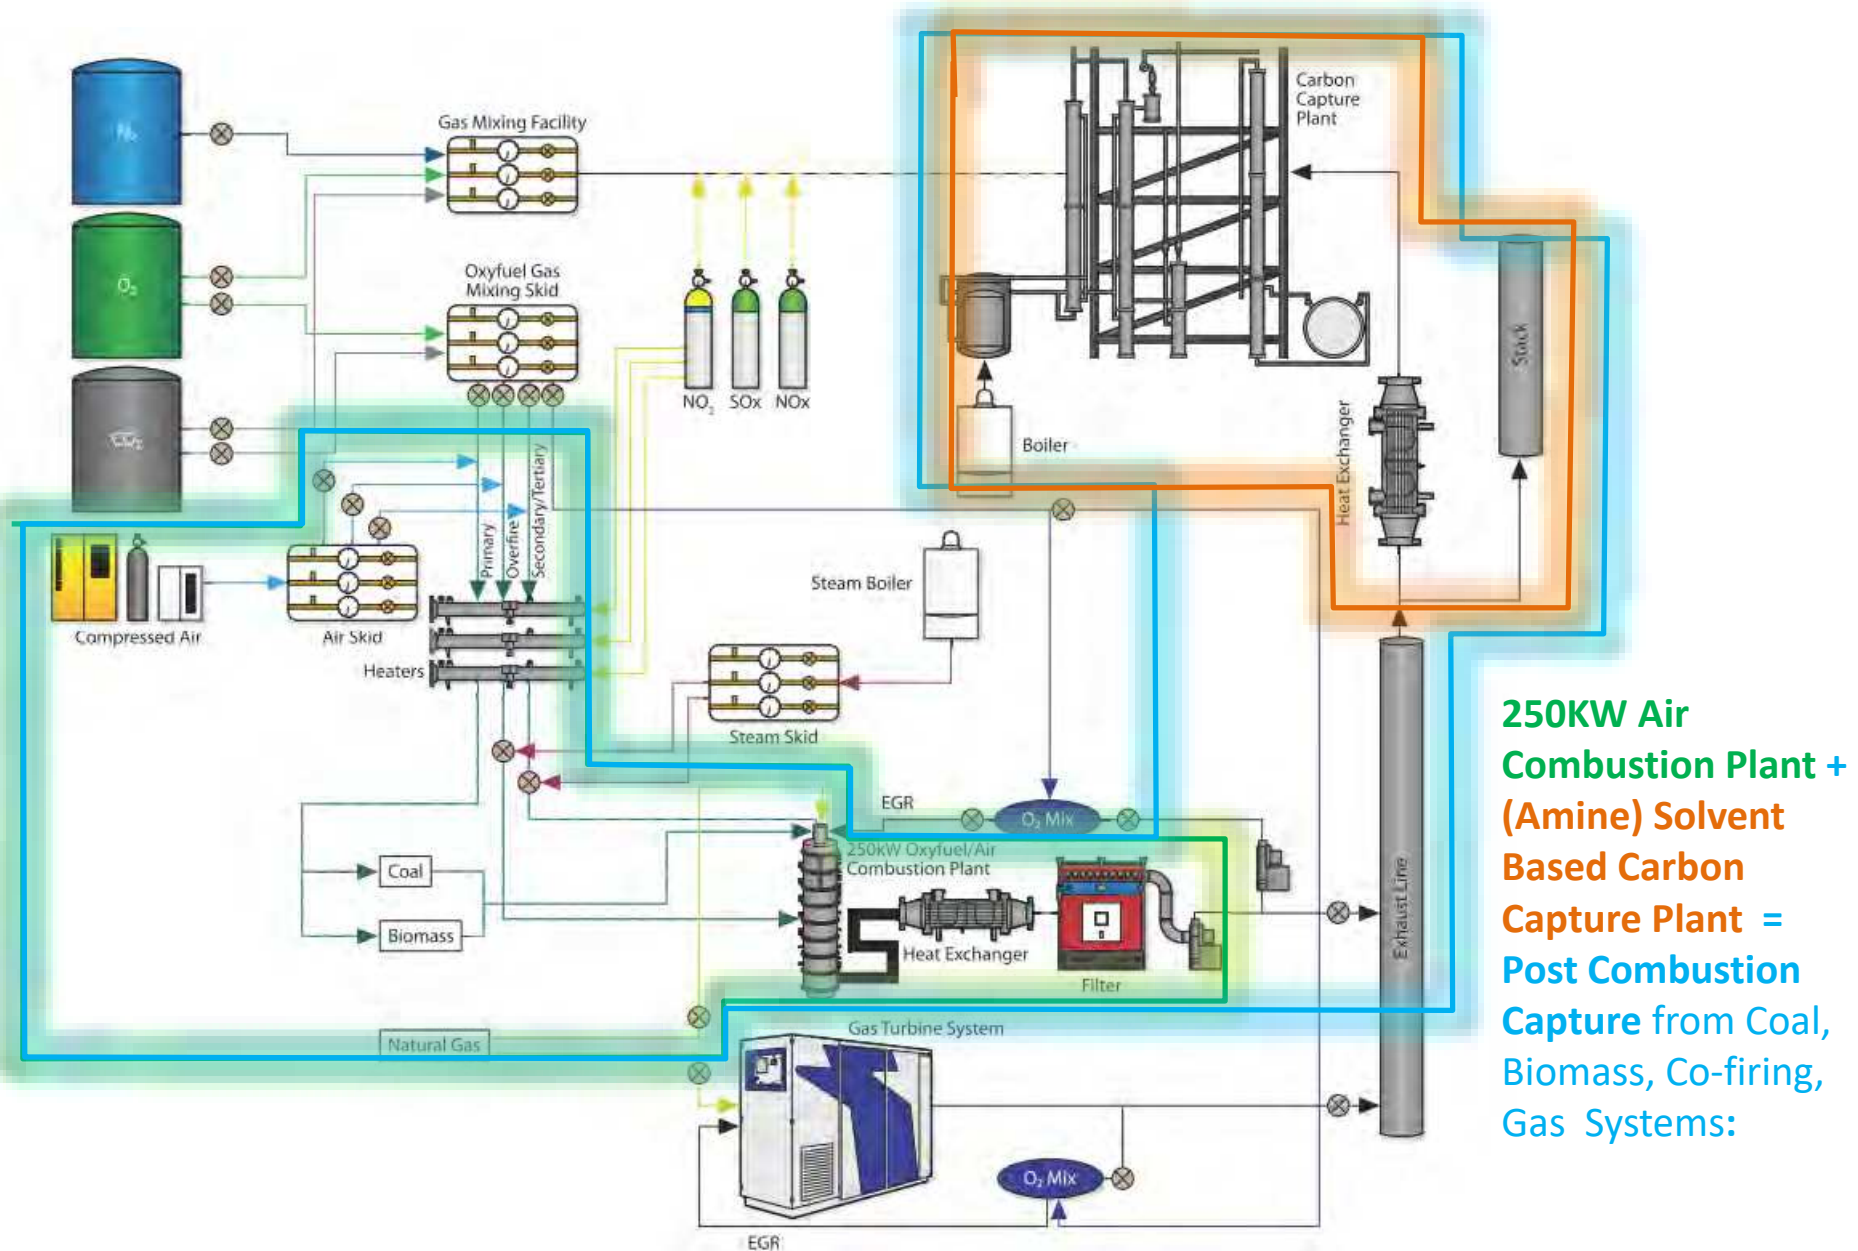 N₂
Gas Mixing Facility
Carbon
Capture
Plant
O₂
Oxyfuel Gas
Mixing Skid
Stack
NO₂
SOx
NOx
Boiler
Heat Exchanger
Primary
Overfire
Secondary/Tertiary
Steam Boiler
Compressed Air
Air Skid
Heaters
Steam Skid
250KW Air
Combustion Plant +
(Amine) Solvent
Based Carbon
Capture Plant =
Post Combustion
Capture from Coal,
Biomass, Co-firing,
Gas Systems:
EGR
O₂ Mix
250kW Oxyfuel/Air
Combustion Plant
Coal
Biomass
Heat Exchanger
Filter
Exhaust Line
Natural Gas
Gas Turbine System
O₂ Mix
EGR